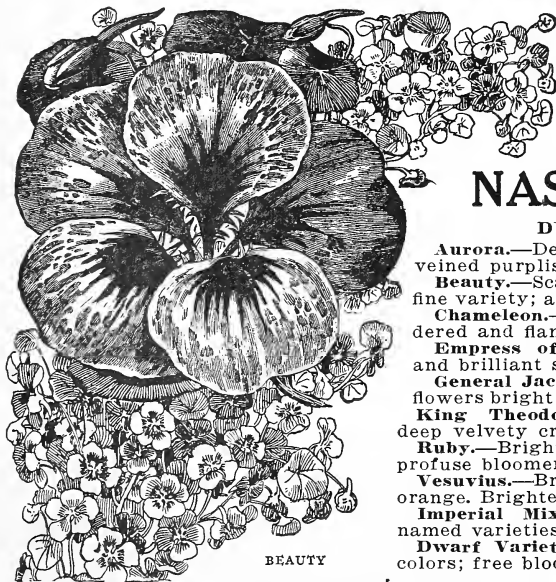 NAS
D
Aurora.—De
veined purplis
Beauty.—Sca
fine variety; a
Chameleon.—
dered and flar
Empress of
and brilliant s
General Jac
flowers bright
King Theodo
deep velvety cr
Ruby.—Brigh
profuse bloomer
Vesuvius.—Br
orange. Brighte
Imperial Mix
named varieties
Dwarf Variet
colors; free bloo
BEAUTY